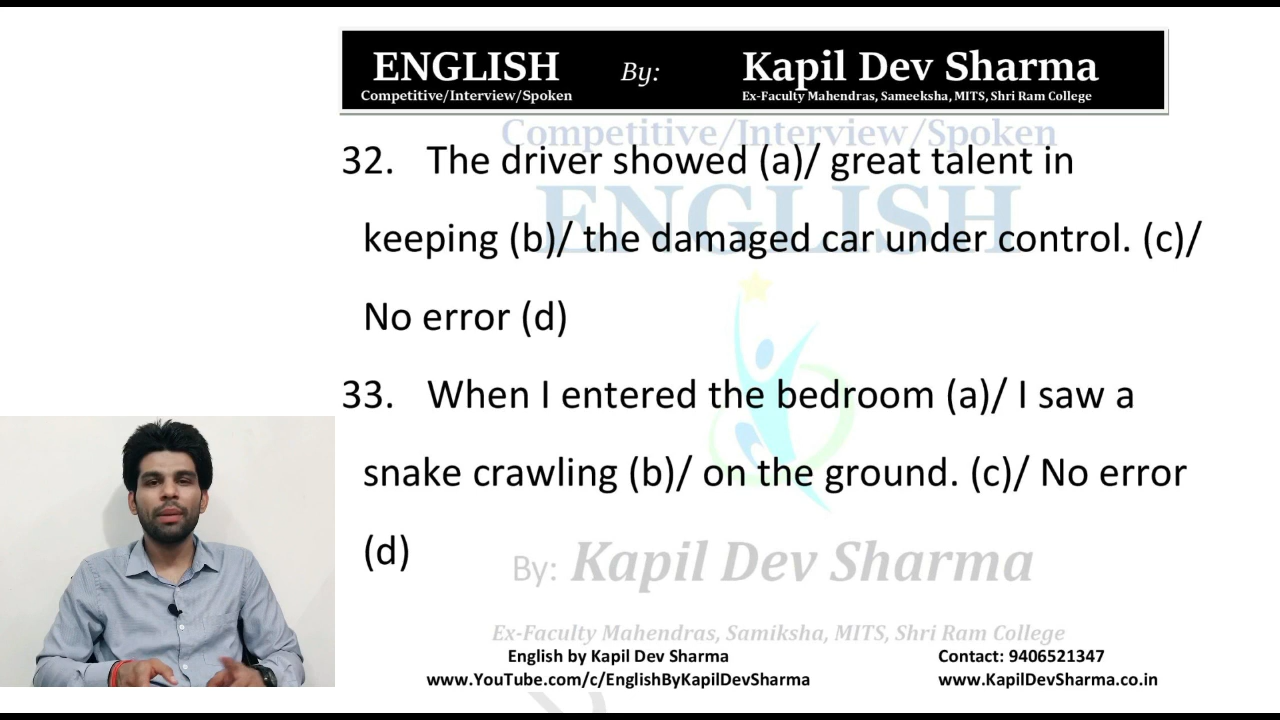 ENGLISH By: Kapil Dev Sharma
Competitive/Interview/Spoken Ex-Faculty Mahendras, Sameeksha, MITS, Shri Ram College
Competitive/Interview/Spoken
32. The driver showed (a)/ great talent in
ENGLISH
keeping (b)/ the damaged car under control. (c)/
No error (d)
33. When I entered the bedroom (a)/ I saw a
snake crawling (b)/ on the ground. (c)/ No error
(d)
By: Kapil Dev Sharma
Ex-Faculty Mahendras, Samiksha, MITS, Shri Ram College
English by Kapil Dev Sharma Contact: 9406521347
www.YouTube.com/c/EnglishByKapilDevSharma www.KapilDevSharma.co.in